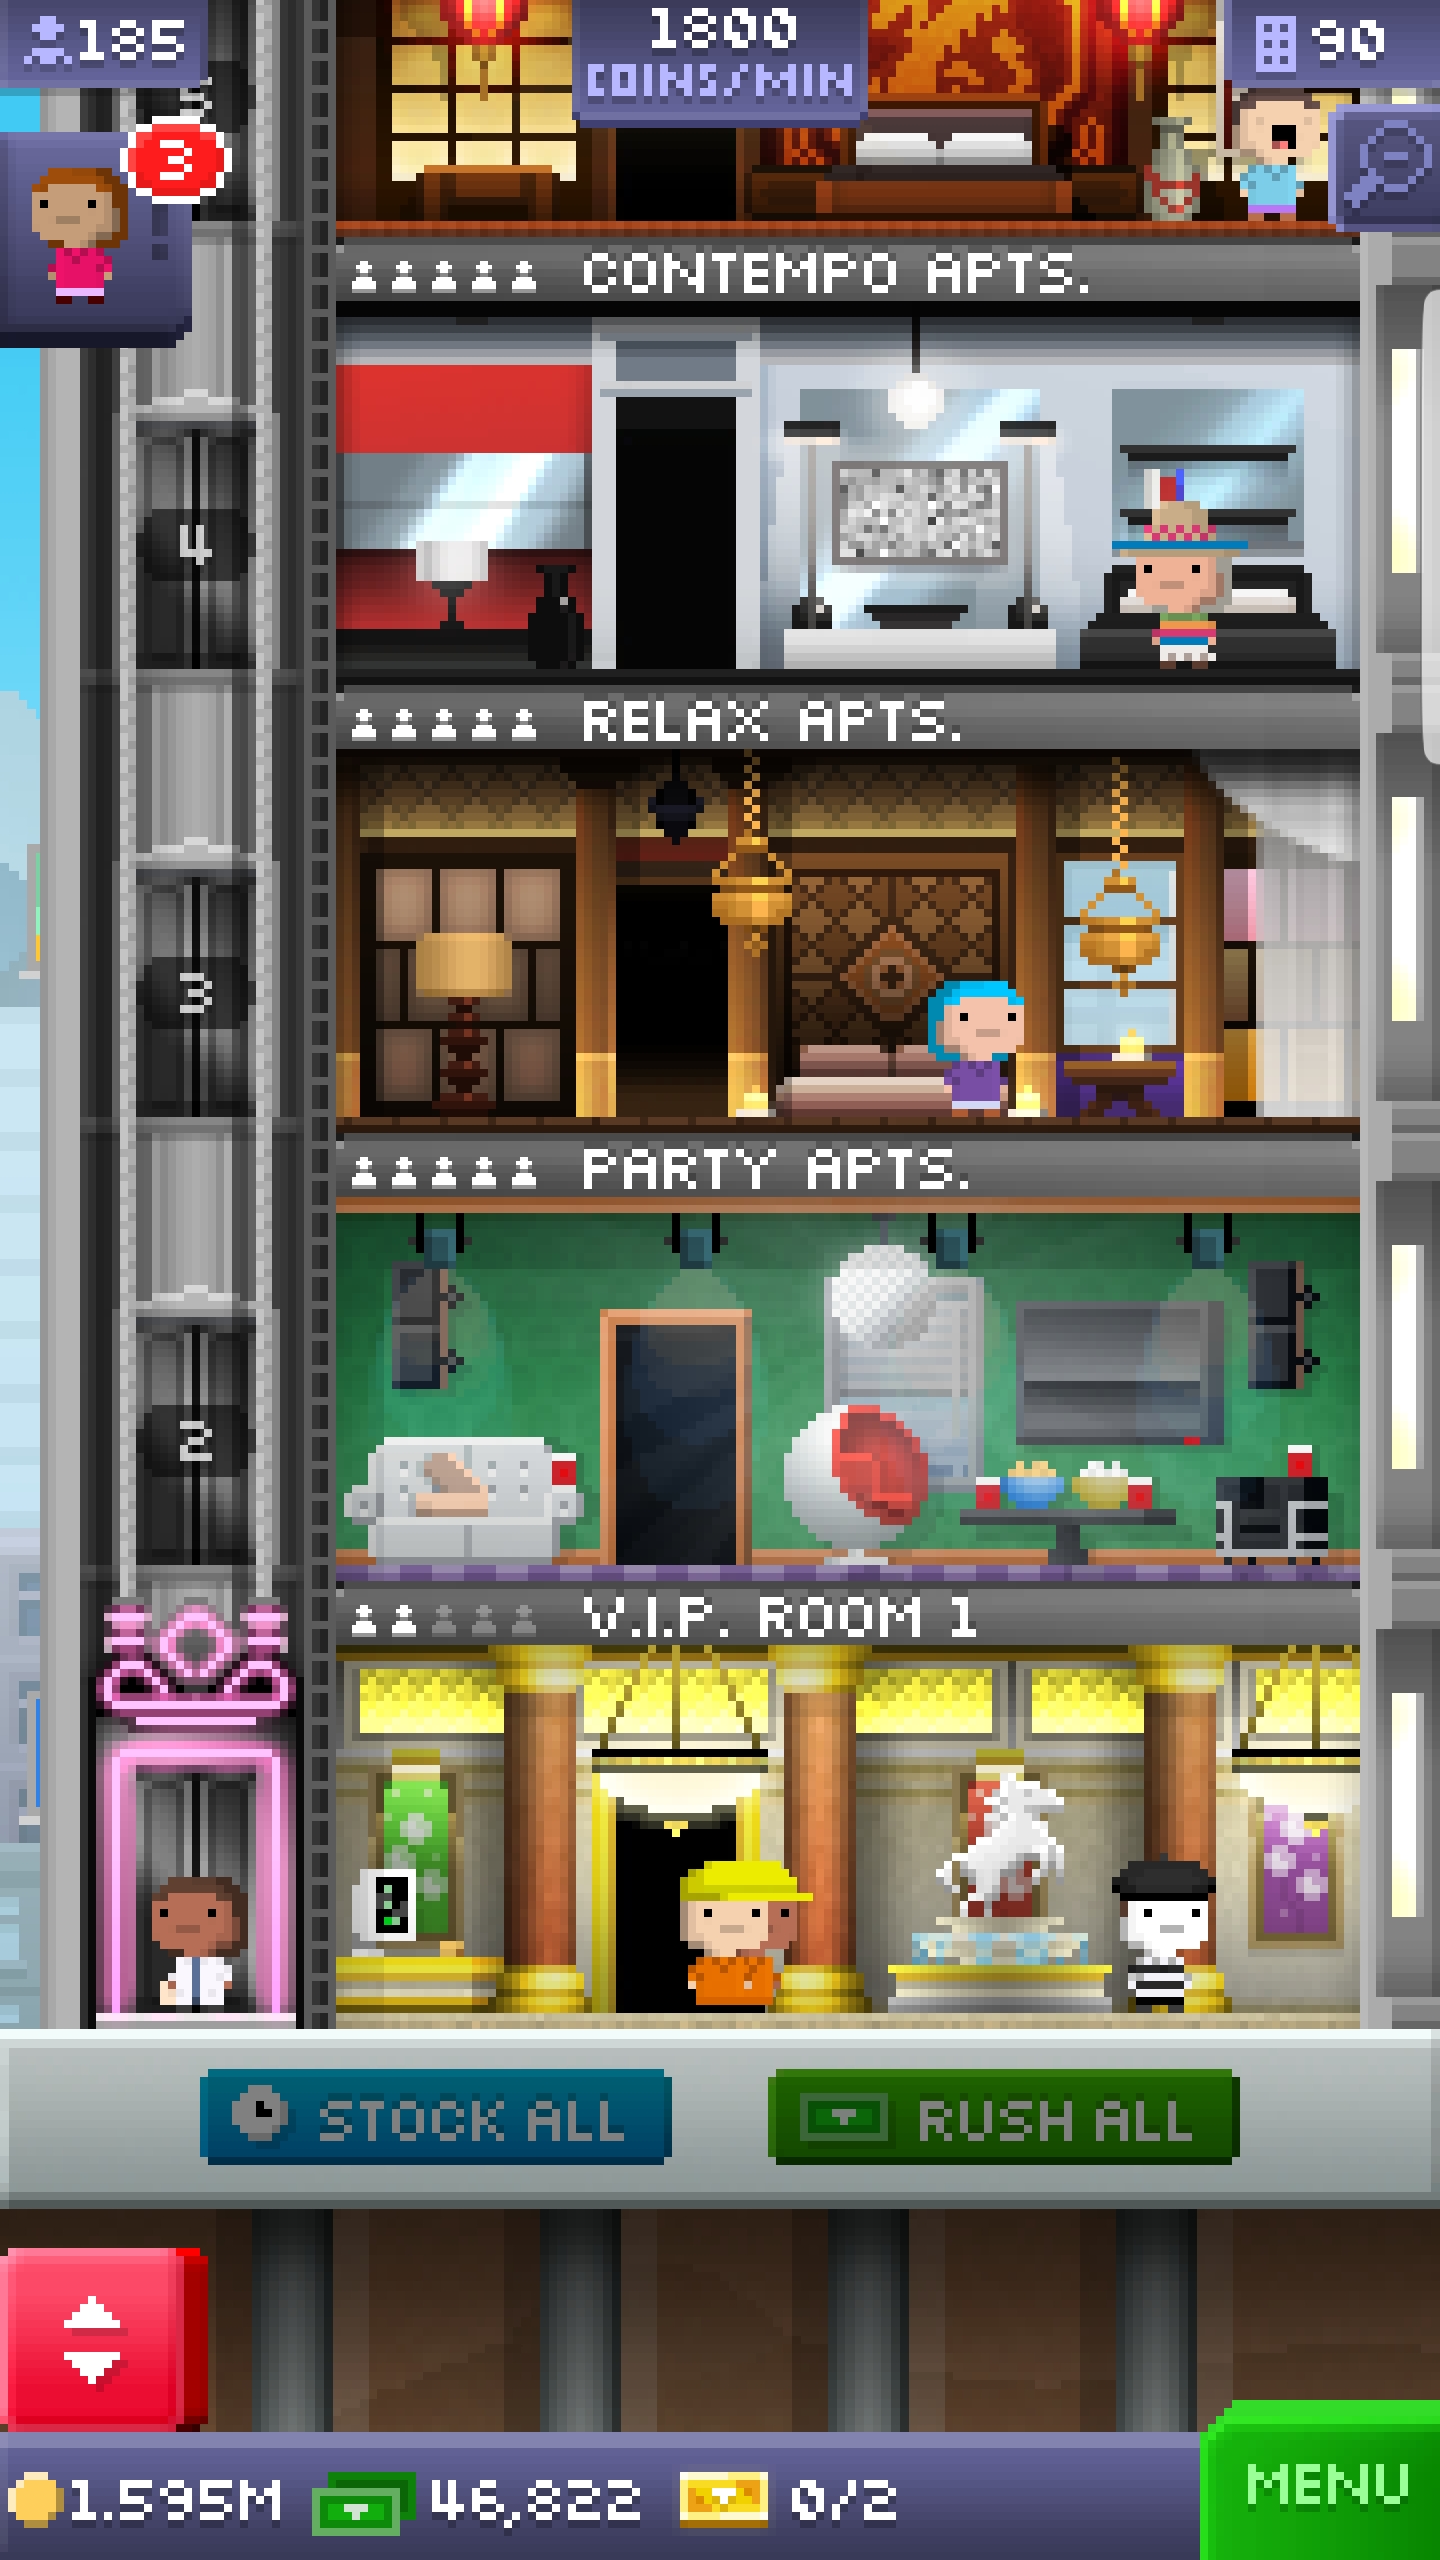 185
1800
COINS/MIN
90
3
CONTEMPO APTS.
4
RELAX APTS.
3
PARTY APTS.
2
V.I.P. ROOM 1
STOCK ALL
RUSH ALL
1.595M
46,822
0/2
MENU